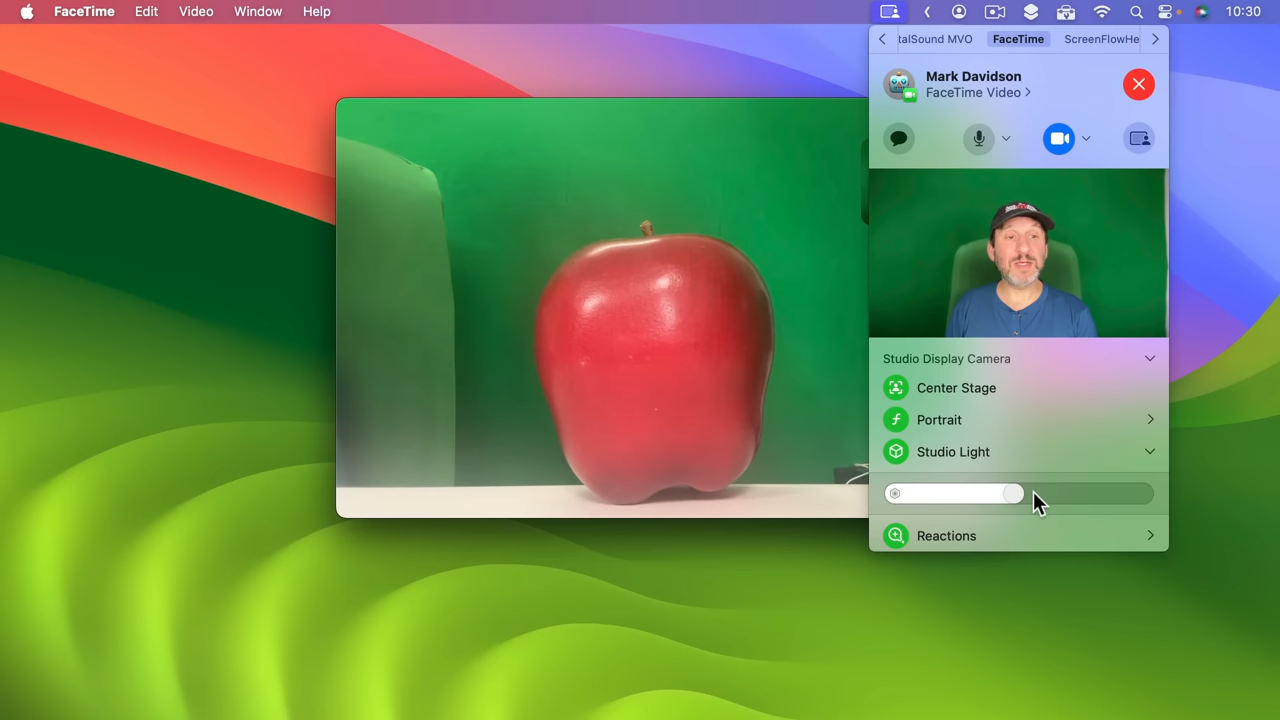 FaceTime Edit Video Window Help 10:30
talSound MVO FaceTime ScreenFlowHe
Mark Davidson
FaceTime Video
Studio Display Camera
Center Stage
Portrait
Studio Light
Reactions